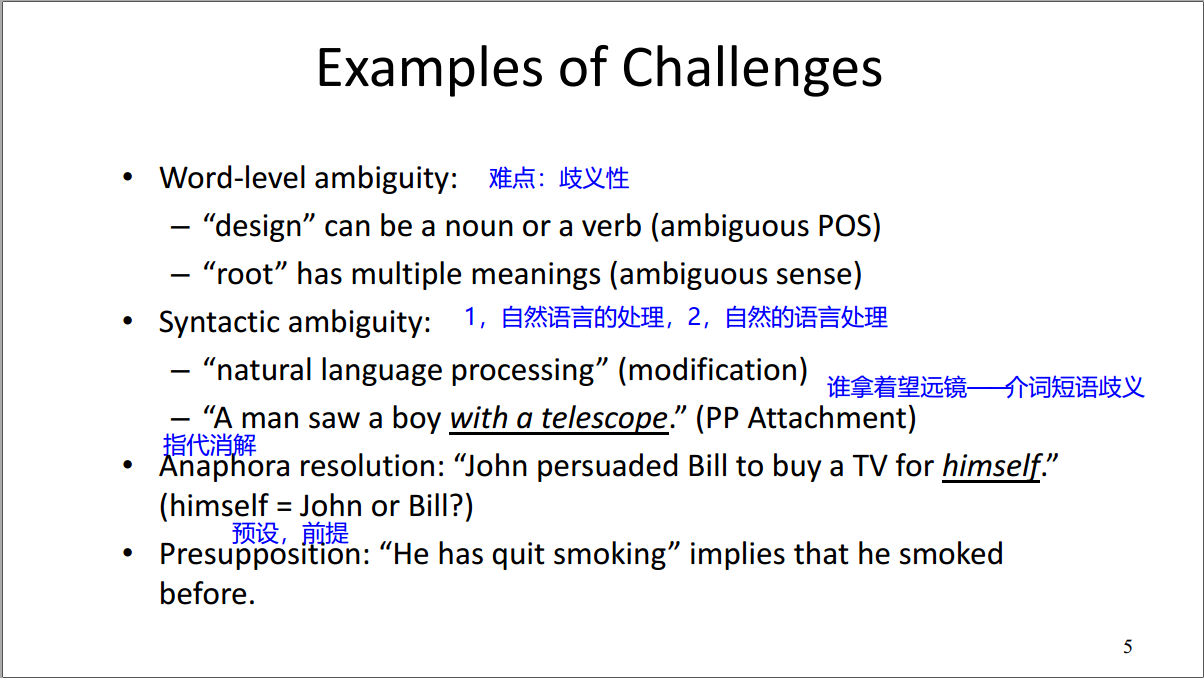 Examples of Challenges
• Word-level ambiguity: 难点：歧义性
– “design” can be a noun or a verb (ambiguous POS)
– “root” has multiple meanings (ambiguous sense)
• Syntactic ambiguity: 1，自然语言的处理，2，自然的语言处理
– “natural language processing” (modification)
谁拿着望远镜——介词短语歧义
– “A man saw a boy with a telescope.” (PP Attachment)
指代消解
• Anaphora resolution: “John persuaded Bill to buy a TV for himself.”
(himself = John or Bill?)
预设，前提
• Presupposition: “He has quit smoking” implies that he smoked
before.
5